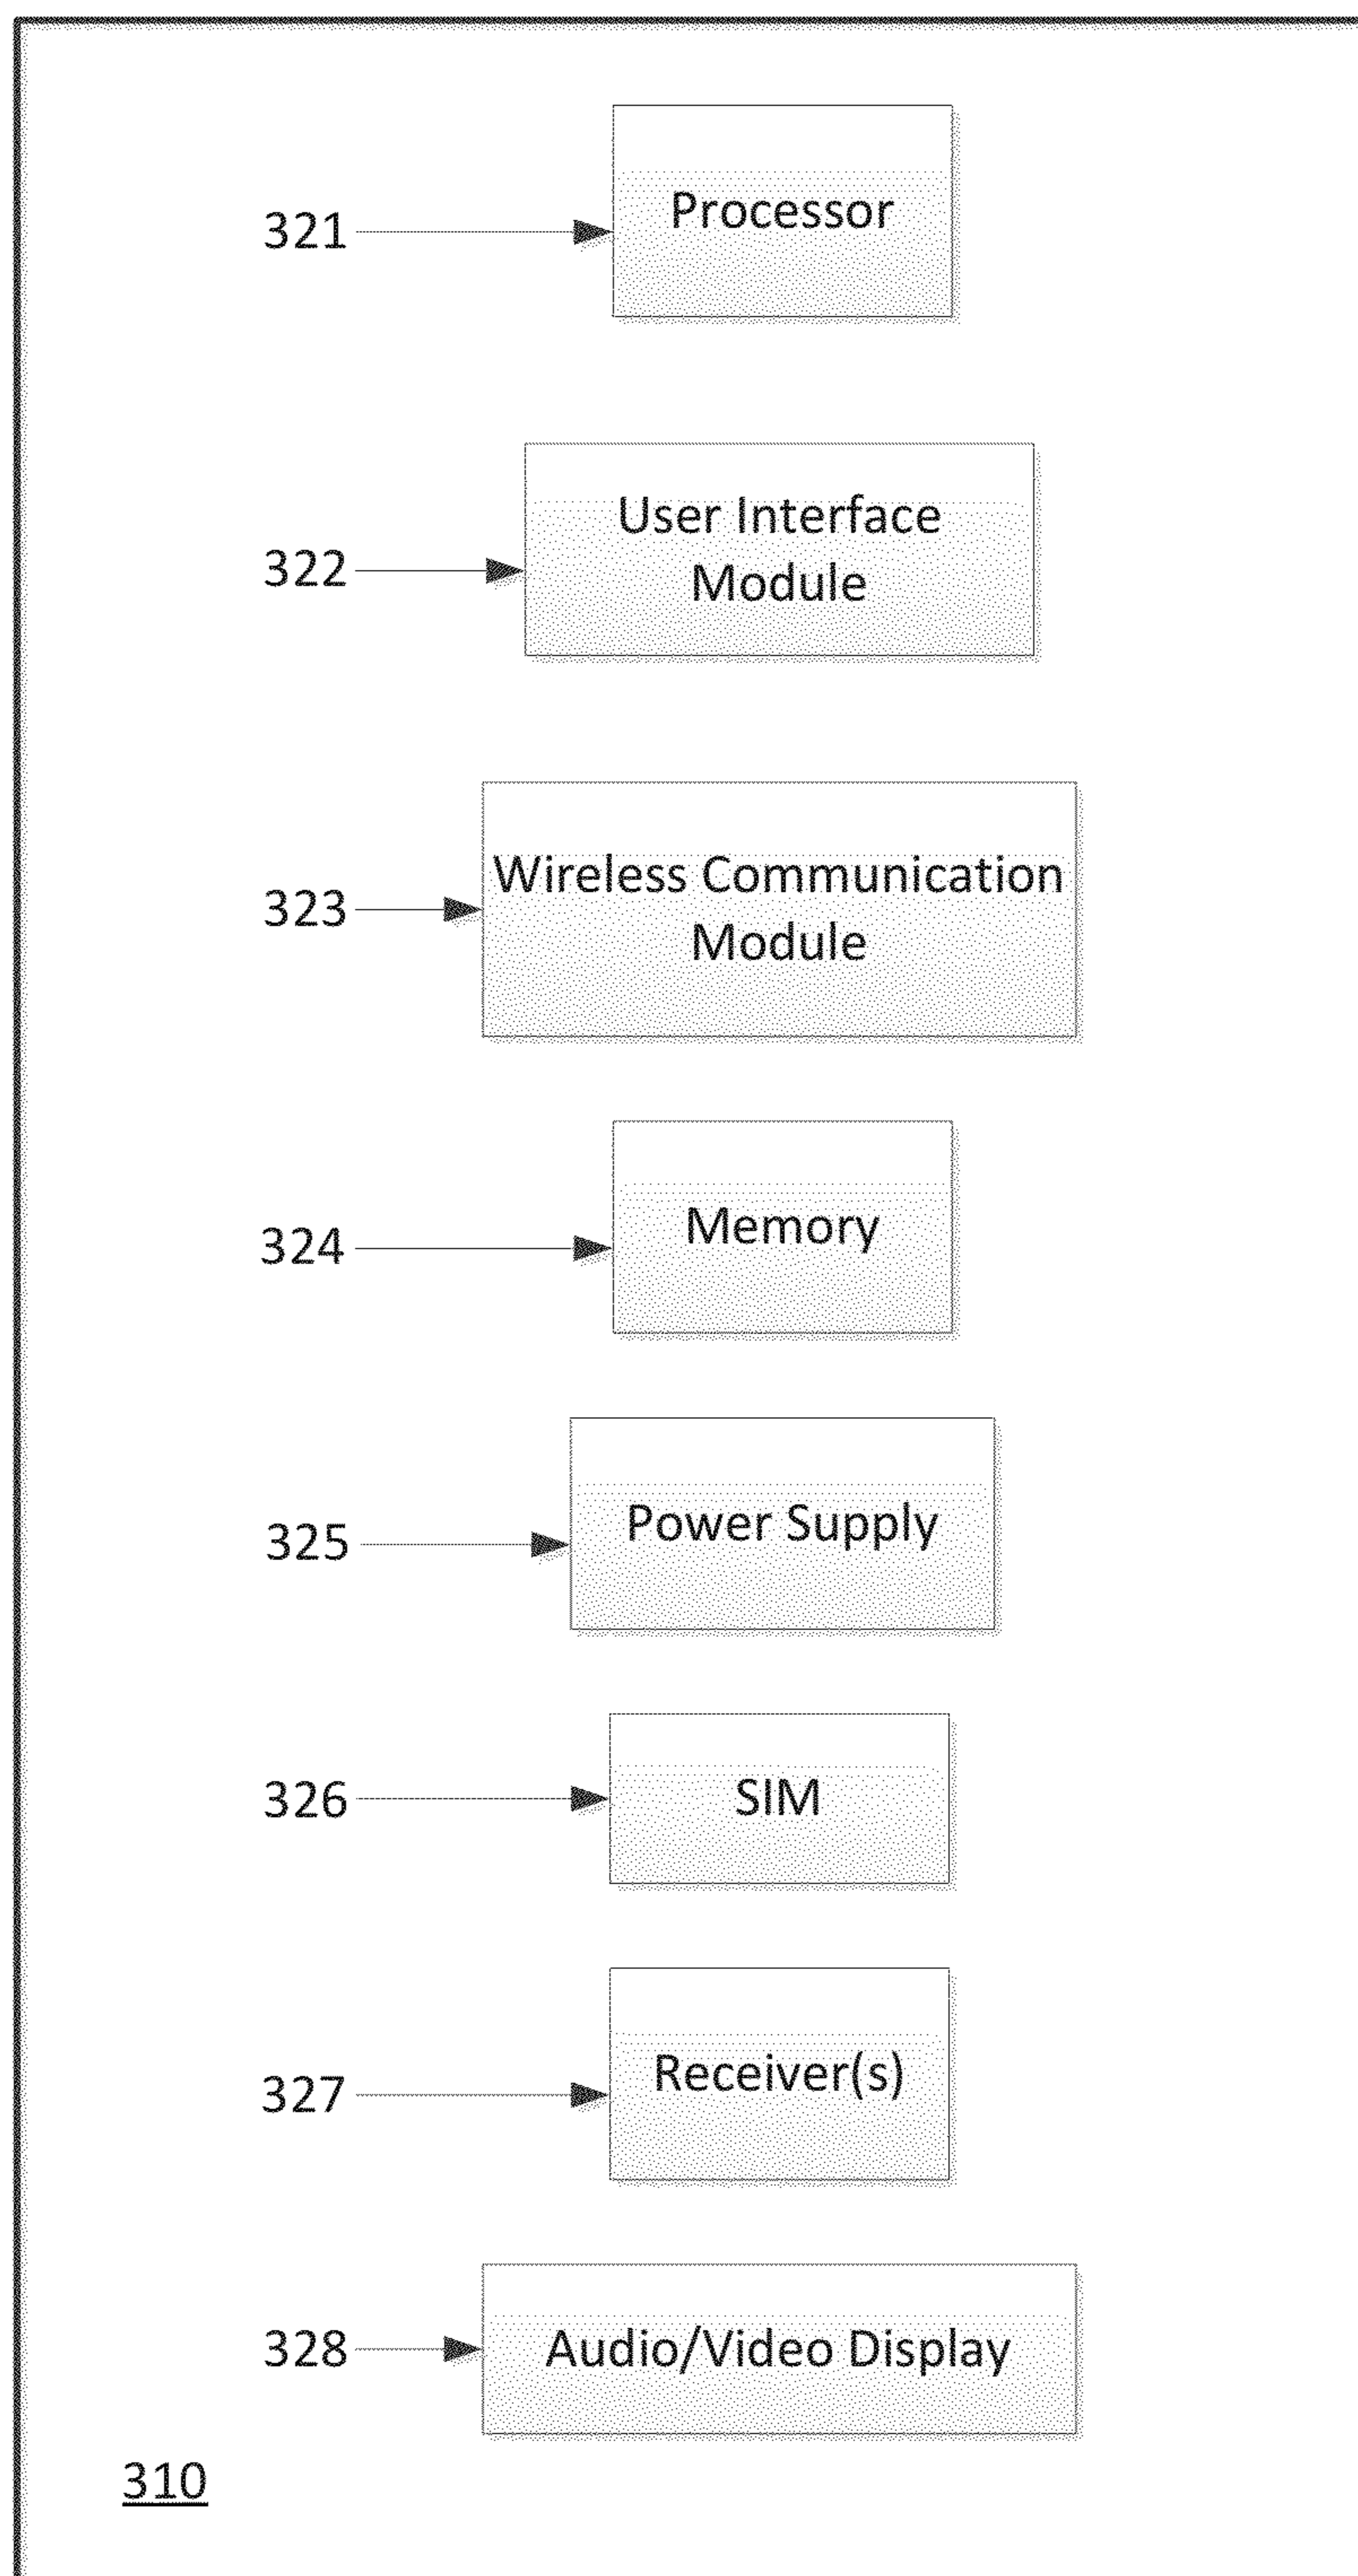 321
Processor
322
User Interface
Module
323
Wireless Communication
Module
324
Memory
325
Power Supply
326
SIM
327
Receiver(s)
328
Audio/Video Display
310